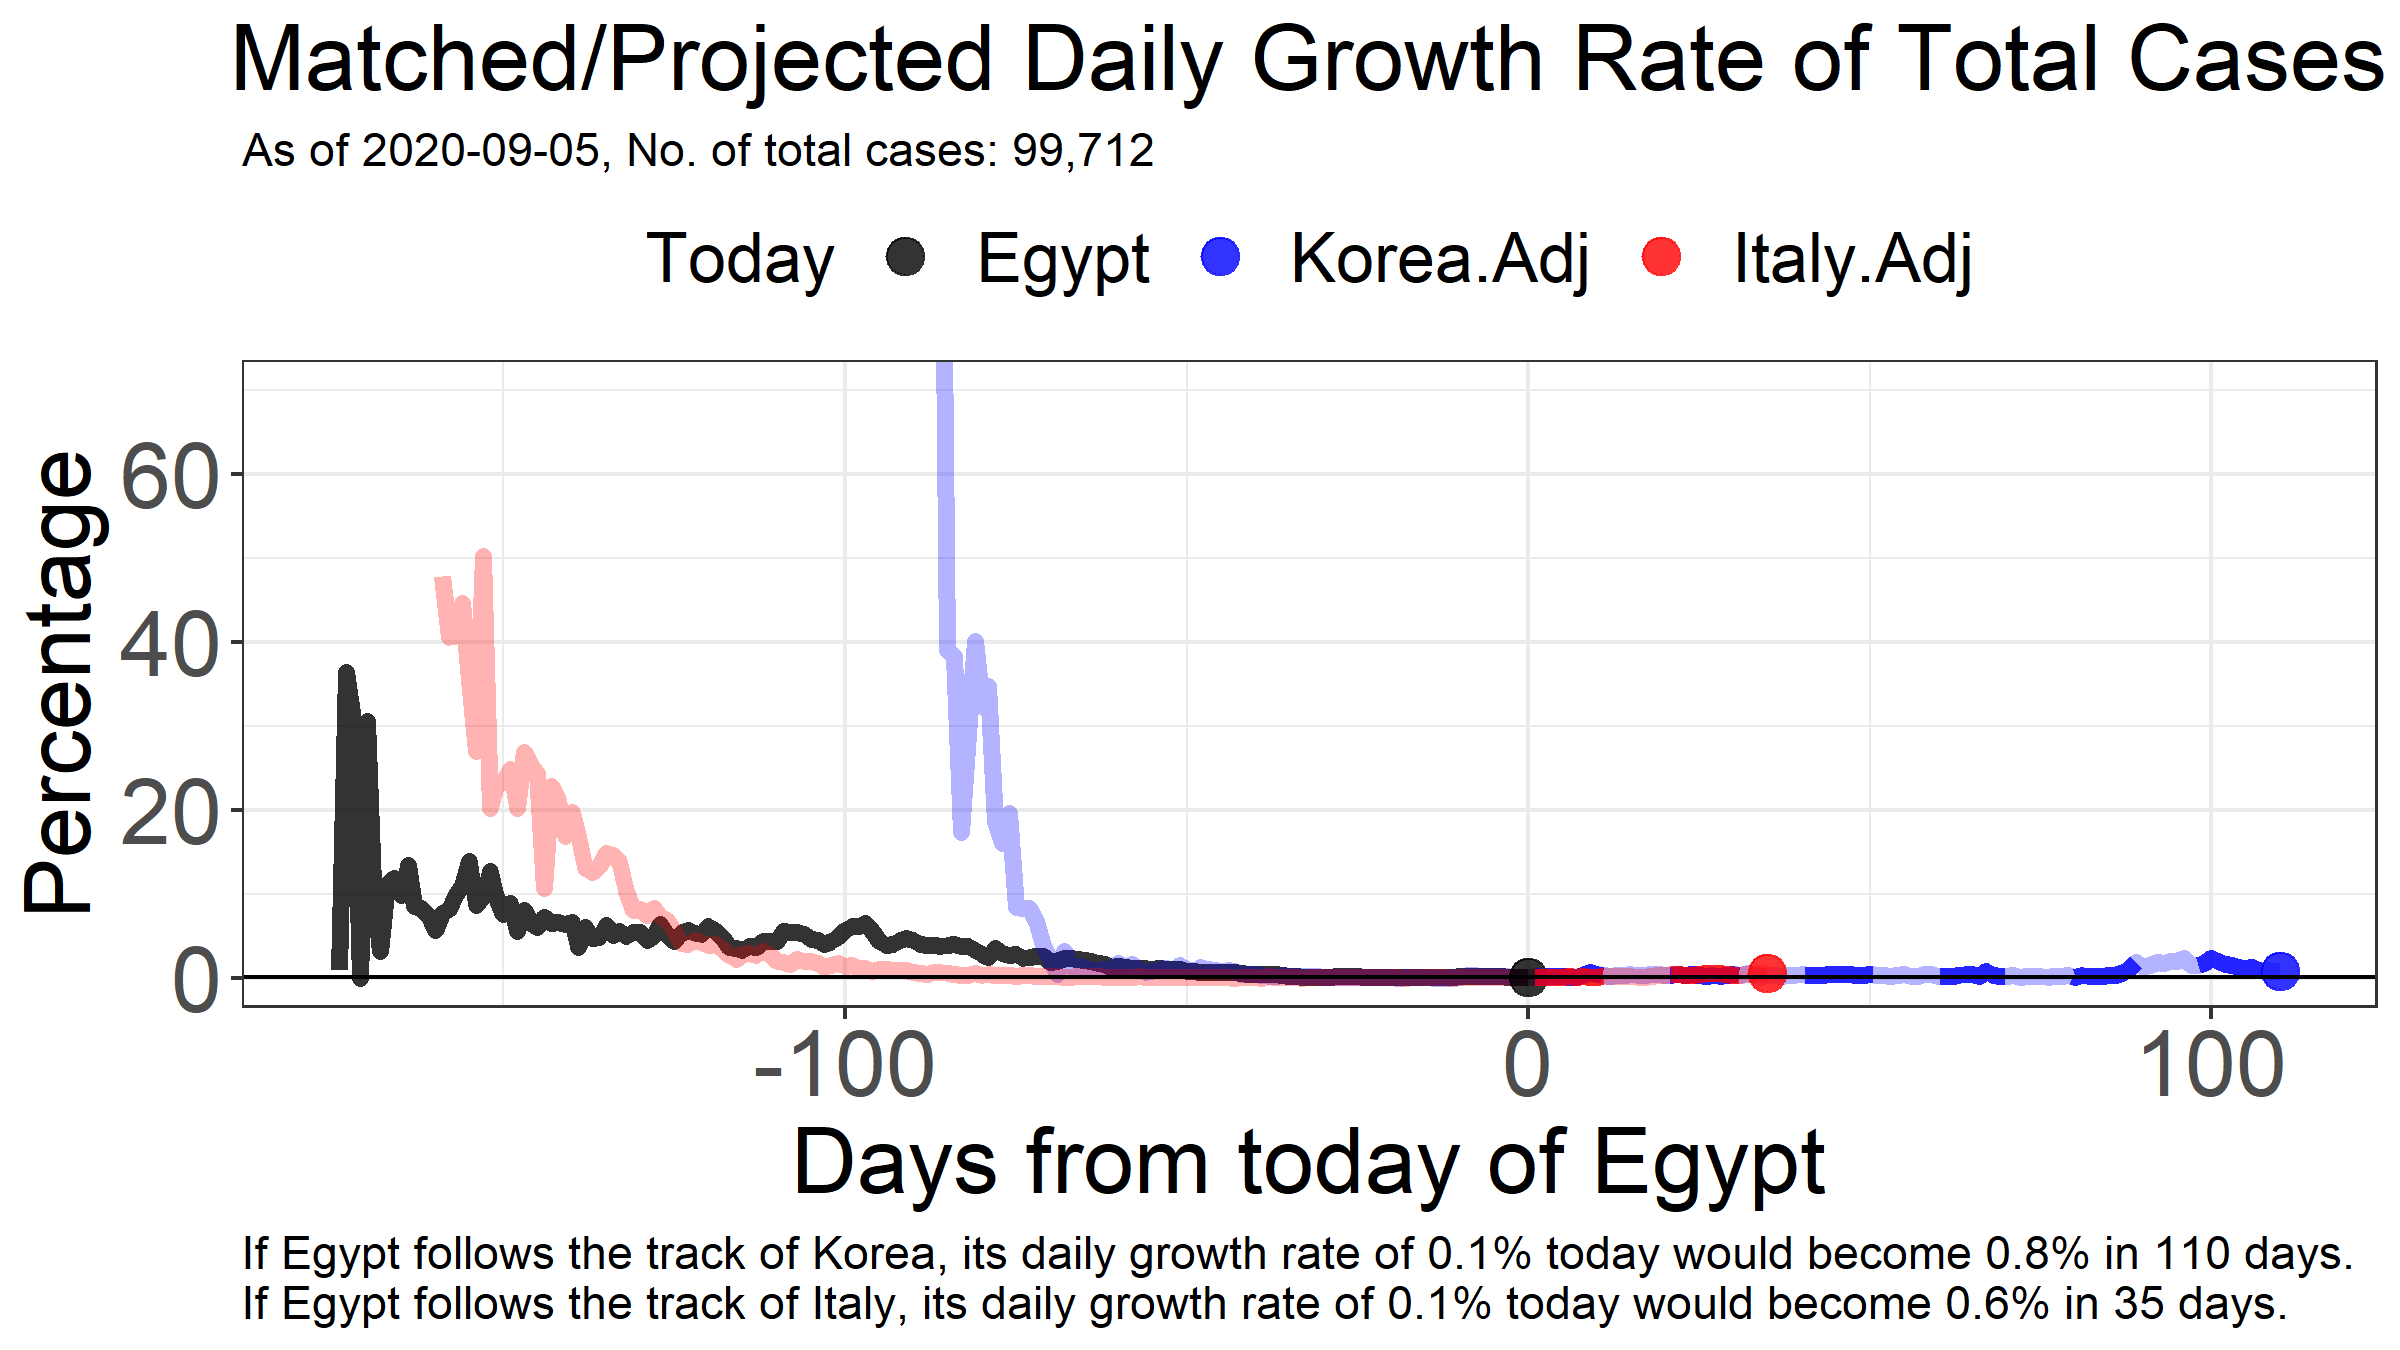 Matched/Projected Daily Growth Rate of Total Cases
As of 2020-09-05, No. of total cases: 99,712
Today Egypt Korea.Adj Italy.Adj
Percentage
60
40
20
0
-100 0 100
Days from today of Egypt
If Egypt follows the track of Korea, its daily growth rate of 0.1% today would become 0.8% in 110 days.
If Egypt follows the track of Italy, its daily growth rate of 0.1% today would become 0.6% in 35 days.